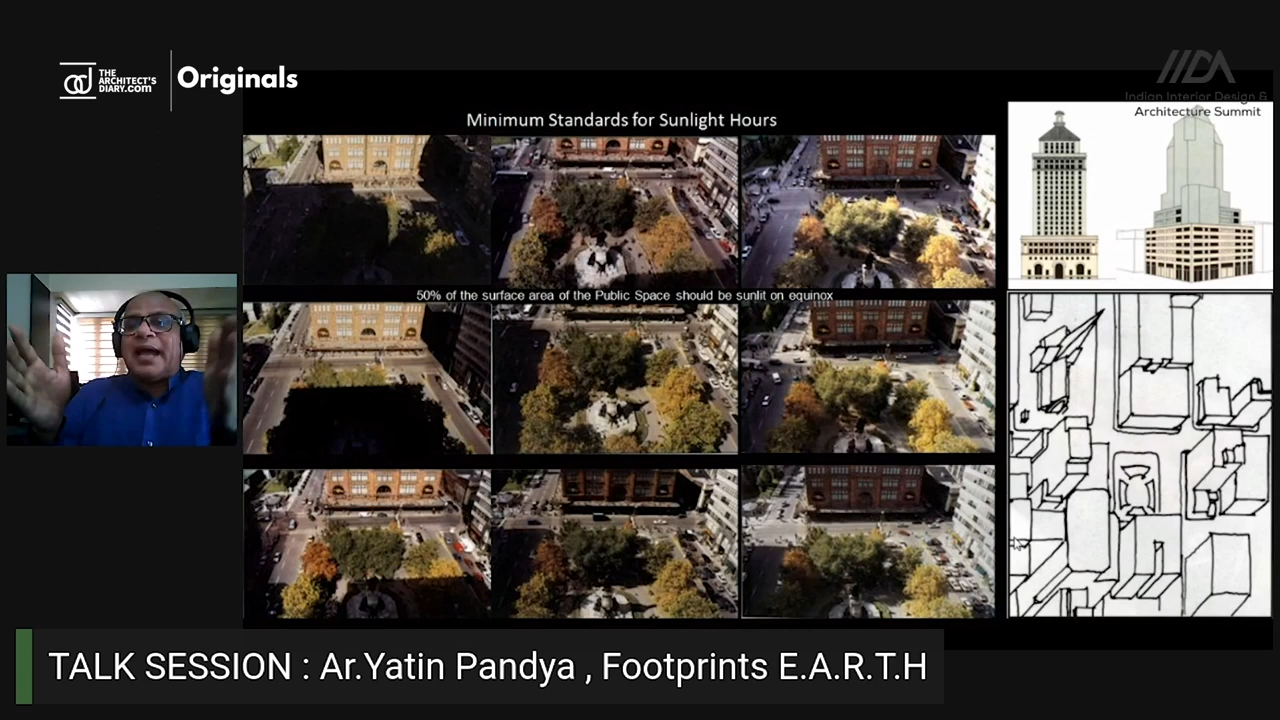 THE
ARCHITECT'S
DIARY.com
Originals
IIDA
Indian Interior Design &
Architecture Summit
Minimum Standards for Sunlight Hours
50% of the surface area of the Public Space should be sunlit on equinox
TALK SESSION : Ar.Yatin Pandya , Footprints E.A.R.T.H